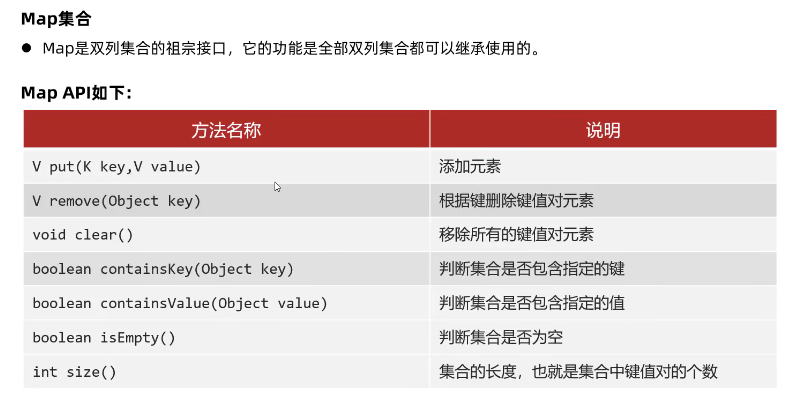 Map集合
● Map是双列集合的祖宗接口，它的功能是全部双列集合都可以继承使用的。
Map API如下：
方法名称 说明
V put(K key,V value) 添加元素
V remove(Object key) 根据键删除键值对元素
void clear() 移除所有的键值对元素
boolean containsKey(Object key) 判断集合是否包含指定的键
boolean containsValue(Object value) 判断集合是否包含指定的值
boolean isEmpty() 判断集合是否为空
int size() 集合的长度，也就是集合中键值对的个数